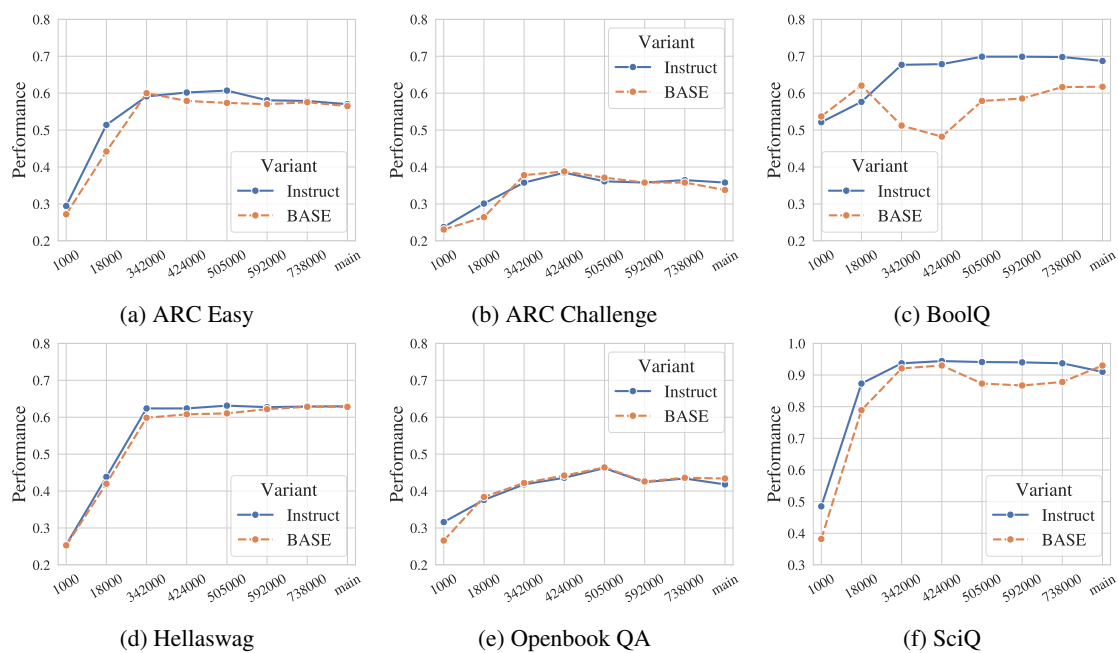 0.8
0.7
0.6
0.5
0.4
0.3
0.2
Performance
Variant
Instruct
BASE
1000
18000
342000
424000
505000
592000
738000
main
(a) ARC Easy
0.8
0.7
0.6
0.5
0.4
0.3
0.2
Performance
Variant
Instruct
BASE
1000
18000
342000
424000
505000
592000
738000
main
(b) ARC Challenge
0.8
0.7
0.6
0.5
0.4
0.3
0.2
Performance
Variant
Instruct
BASE
1000
18000
342000
424000
505000
592000
738000
main
(c) BoolQ
0.8
0.7
0.6
0.5
0.4
0.3
0.2
Performance
Variant
Instruct
BASE
1000
18000
342000
424000
505000
592000
738000
main
(d) Hellaswag
0.8
0.7
0.6
0.5
0.4
0.3
0.2
Performance
Variant
Instruct
BASE
1000
18000
342000
424000
505000
592000
738000
main
(e) Openbook QA
1.0
0.9
0.8
0.7
0.6
0.5
0.4
0.3
Performance
Variant
Instruct
BASE
1000
18000
342000
424000
505000
592000
738000
main
(f) SciQ